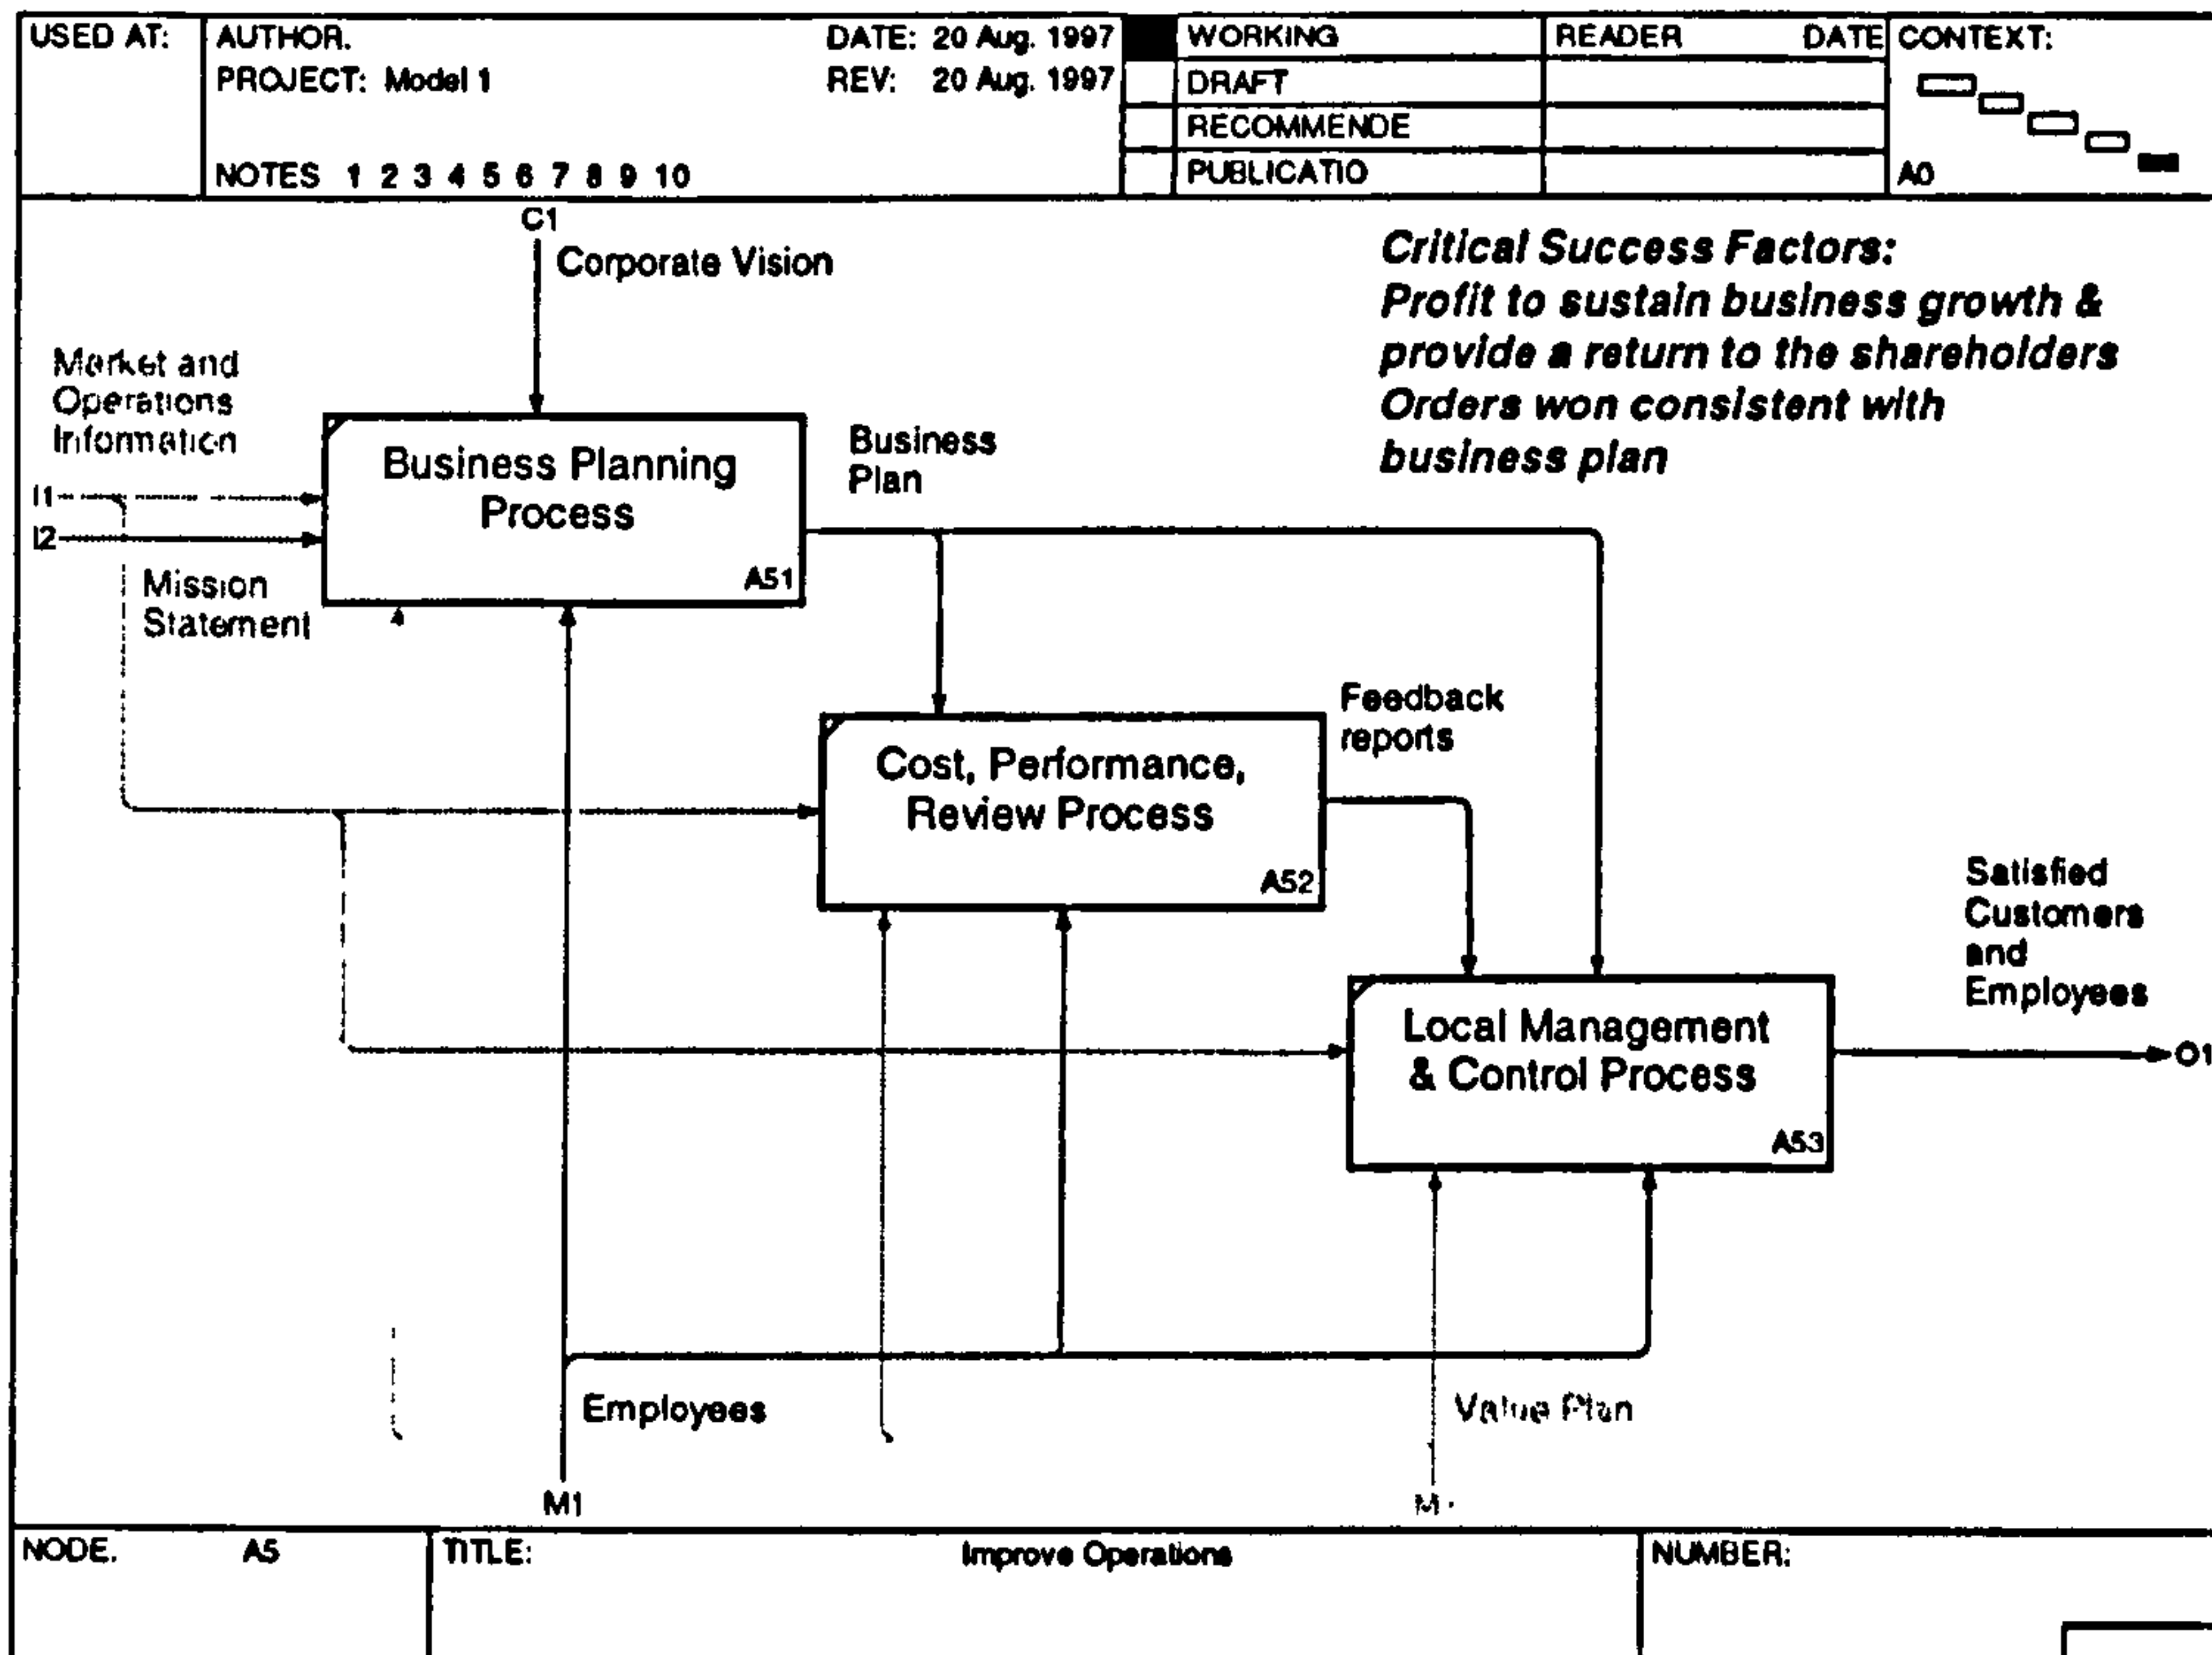 USED AT:
AUTHOR.
DATE: 20 Aug. 1997
PROJECT: Model 1
REV: 20 Aug. 1997
NOTES 1 2 3 4 5 6 7 8 9 10
WORKING
DRAFT
RECOMMENDE
PUBLICATIO
READER DATE
CONTEXT:
A0
C1
Corporate Vision
Critical Success Factors:
Profit to sustain business growth &
provide a return to the shareholders
Orders won consistent with
business plan
Market and
Operations
Information
I1
I2
Mission
Statement
Business Planning
Process
A51
Business
Plan
Cost, Performance,
Review Process
A52
Feedback
reports
Local Management
& Control Process
A53
Satisfied
Customers
and
Employees
O1
Employees
Value Plan
M1
NODE. A5
TITLE: Improve Operations
NUMBER: